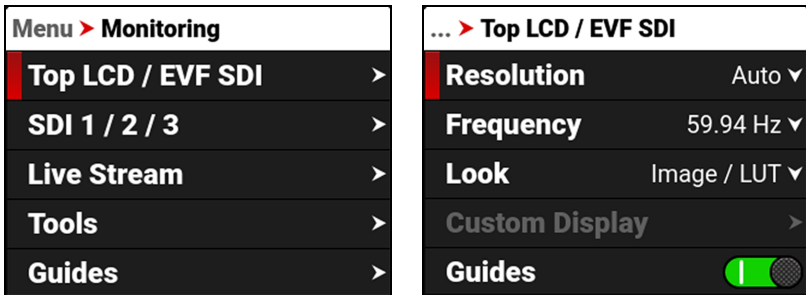 Menu > Monitoring
Top LCD / EVF SDI
SDI 1 / 2 / 3
Live Stream
Tools
Guides
... > Top LCD / EVF SDI
Resolution Auto
Frequency 59.94 Hz
Look Image / LUT
Custom Display
Guides